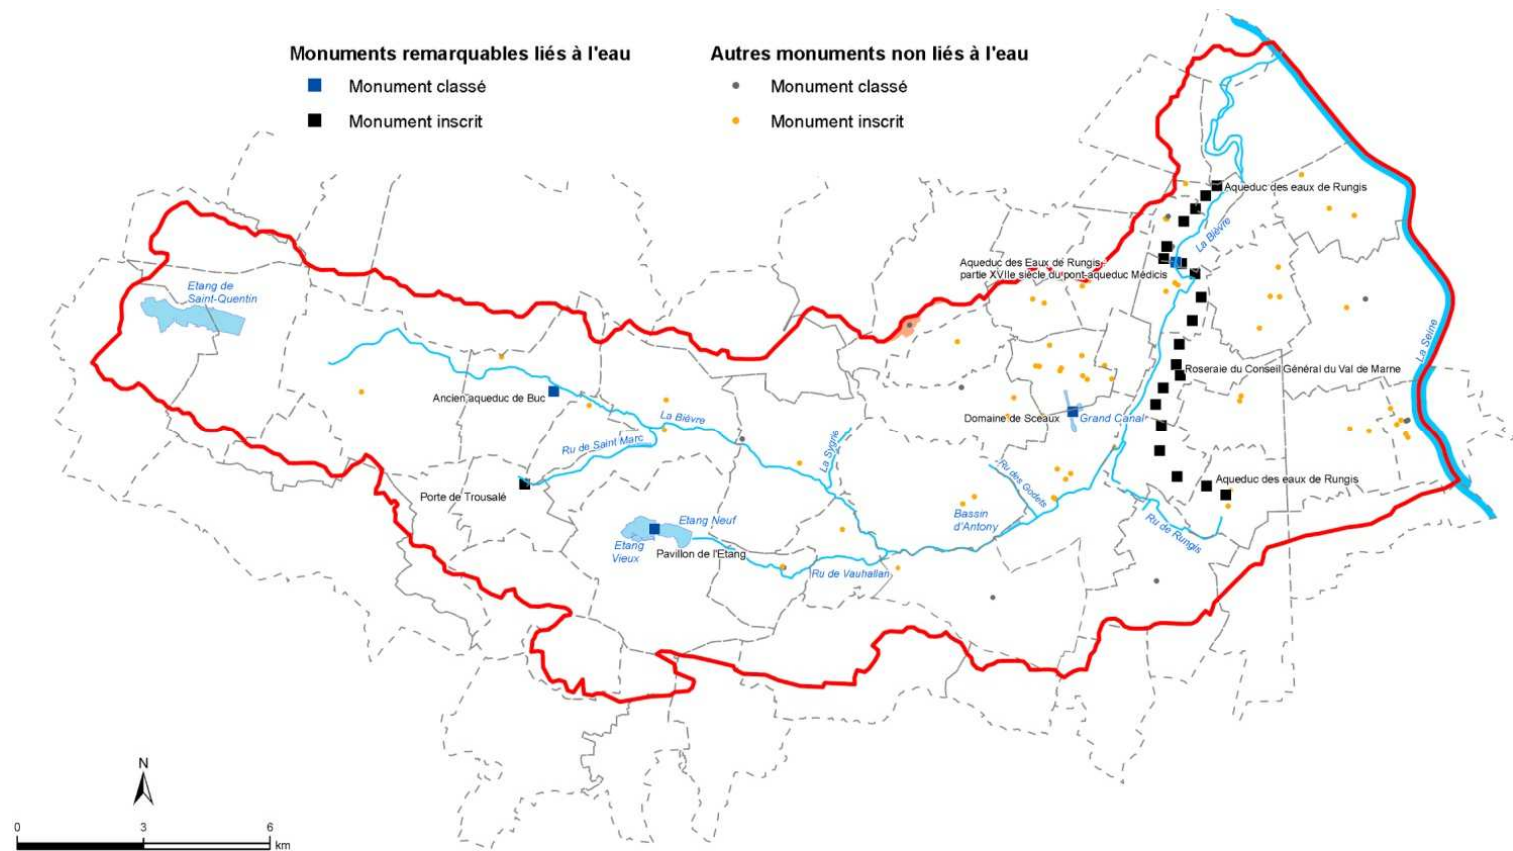 Monuments remarquables liés à l'eau
Monument classé
Monument inscrit
Autres monuments non liés à l'eau
Monument classé
Monument inscrit
Aqueduc des eaux de Rungis
La Bièvre
Aqueduc des Eaux de Rungis-
partie XVIIe siècle du pont-aqueduc Médicis
Etang de
Saint-Quentin
La Seine
Roseraie du Conseil Général du Val de Marne
Ancien aqueduc de Buc
La Bièvre
Domaine de Sceaux
Grand Canal
Ru de Saint Marc
La Sygrie
Ru des Godets
Porte de Trousalé
Aqueduc des eaux de Rungis
Etang Neuf
Bassin
d'Antony
Ru de Rungis
Etang
Vieux
Pavillon de l'Etang
Ru de Vauhallan
N
0
3
6
km